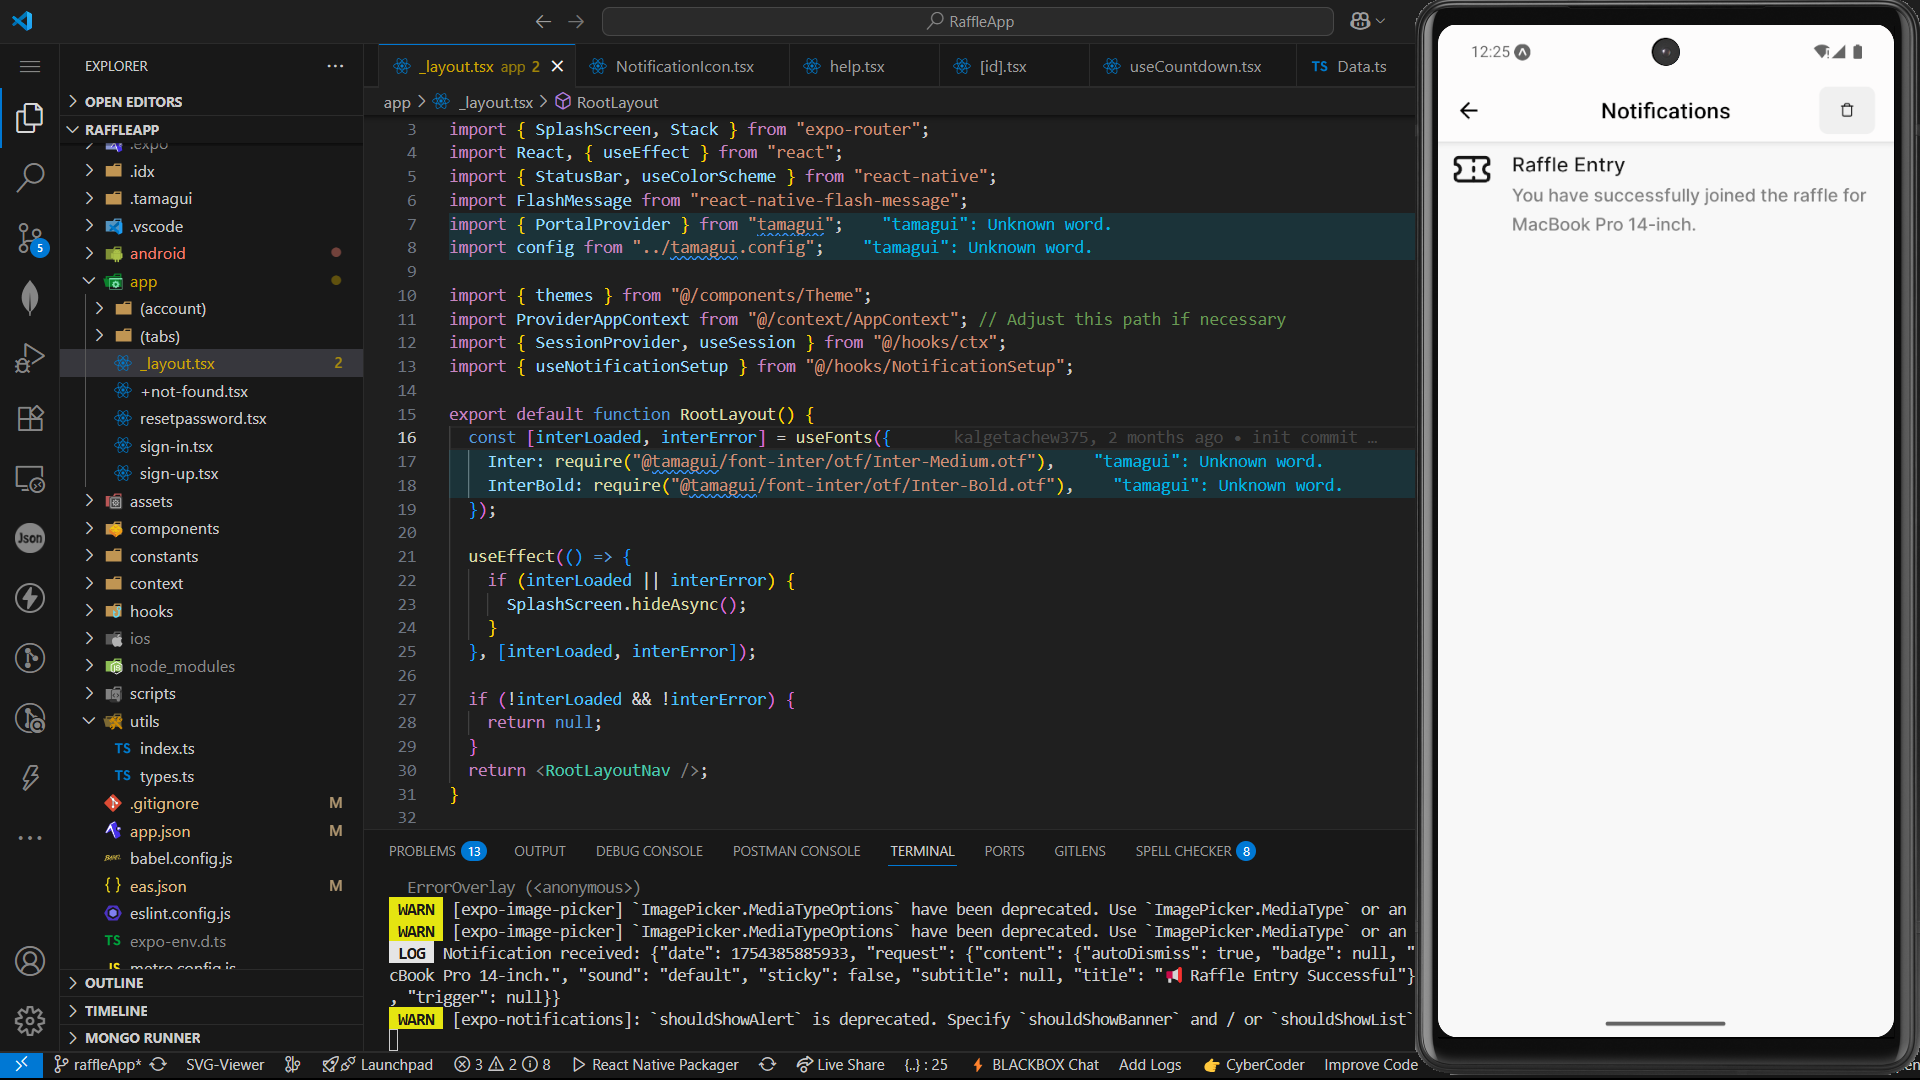 RaffleApp
EXPLORER
OPEN EDITORS
RAFFLEAPP
.expo
.idx
.tamagui
.vscode
android
app
(account)
(tabs)
_layout.tsx 2
+not-found.tsx
resetpassword.tsx
sign-in.tsx
sign-up.tsx
assets
components
constants
context
hooks
ios
node_modules
scripts
utils
TS index.ts
TS types.ts
.gitignore M
app.json M
babel.config.js
eas.json M
eslint.config.js
TS expo-env.d.ts
JS metro.config.js
OUTLINE
TIMELINE
MONGO RUNNER
5
Json
_layout.tsx app 2
NotificationIcon.tsx
help.tsx
[id].tsx
useCountdown.tsx
TS Data.ts
app > _layout.tsx > RootLayout
3 import { SplashScreen, Stack } from "expo-router";
4 import React, { useEffect } from "react";
5 import { StatusBar, useColorScheme } from "react-native";
6 import FlashMessage from "react-native-flash-message";
7 import { PortalProvider } from "tamagui"; "tamagui": Unknown word.
8 import config from "../tamagui.config"; "tamagui": Unknown word.
9
10 import { themes } from "@/components/Theme";
11 import ProviderAppContext from "@/context/AppContext"; // Adjust this path if necessary
12 import { SessionProvider, useSession } from "@/hooks/ctx";
13 import { useNotificationSetup } from "@/hooks/NotificationSetup";
14
15 export default function RootLayout() {
16 const [interLoaded, interError] = useFonts({ kalgetachew375, 2 months ago • init commit …
17 Inter: require("@tamagui/font-inter/otf/Inter-Medium.otf"), "tamagui": Unknown word.
18 InterBold: require("@tamagui/font-inter/otf/Inter-Bold.otf"), "tamagui": Unknown word.
19 });
20
21 useEffect(() => {
22 if (interLoaded || interError) {
23 SplashScreen.hideAsync();
24 }
25 }, [interLoaded, interError]);
26
27 if (!interLoaded && !interError) {
28 return null;
29 }
30 return <RootLayoutNav />;
31 }
32
PROBLEMS 13 OUTPUT DEBUG CONSOLE POSTMAN CONSOLE TERMINAL PORTS GITLENS SPELL CHECKER 8
ErrorOverlay (<anonymous>)
WARN [expo-image-picker] `ImagePicker.MediaTypeOptions` have been deprecated. Use `ImagePicker.MediaType` or an
WARN [expo-image-picker] `ImagePicker.MediaTypeOptions` have been deprecated. Use `ImagePicker.MediaType` or an
LOG Notification received: {"date": 1754385885933, "request": {"content": {"autoDismiss": true, "badge": null, "
cBook Pro 14-inch.", "sound": "default", "sticky": false, "subtitle": null, "title": "📢 Raffle Entry Successful"}
, "trigger": null}}
WARN [expo-notifications]: `shouldShowAlert` is deprecated. Specify `shouldShowBanner` and / or `shouldShowList`
raffleApp* SVG-Viewer Launchpad 3 2 8 React Native Packager Live Share {..} : 25 BLACKBOX Chat Add Logs 👉 CyberCoder Improve Code
12:25
Notifications
Raffle Entry
You have successfully joined the raffle for
MacBook Pro 14-inch.